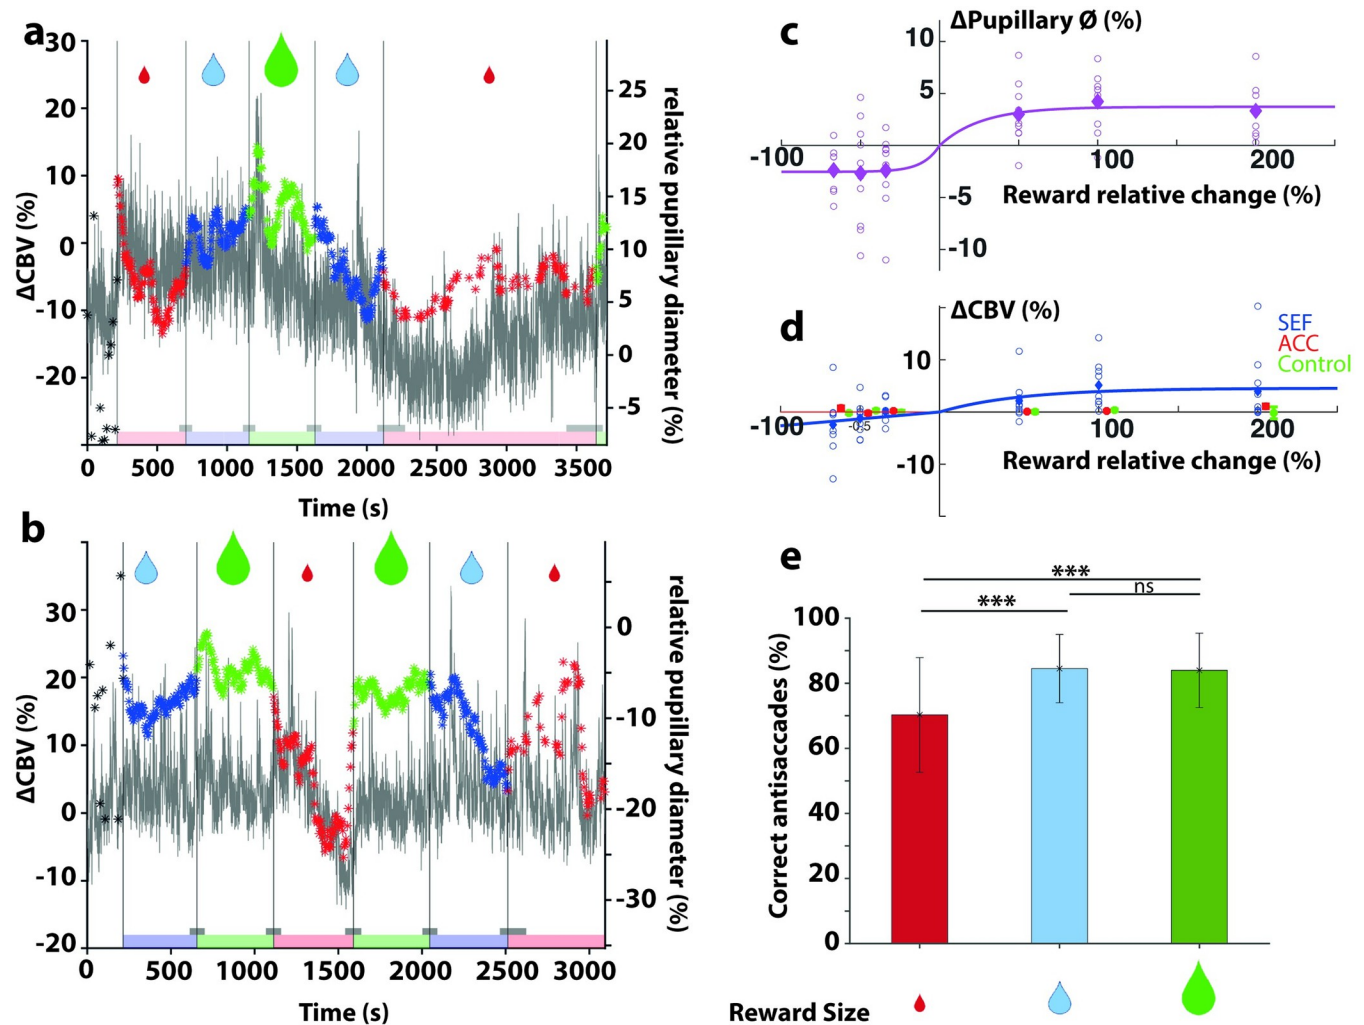 a
30
25
20
15
10
5
0
-5
-10
-20
ΔCBV (%)
20
10
0
-10
-20
relative pupillary diameter (%)
0 500 1000 1500 2000 2500 3000 3500
Time (s)
b
30
20
10
0
-10
-20
ΔCBV (%)
0
-10
-20
-30
relative pupillary diameter (%)
0 500 1000 1500 2000 2500 3000
Time (s)
c
ΔPupillary Ø (%)
10
5
-100 100 200
-5
-10
Reward relative change (%)
d
ΔCBV (%)
SEF
ACC
Control
10
-100 -0.5 100 200
-10
Reward relative change (%)
e
***
ns
***
100
80
60
40
20
0
Correct antisaccades (%)
Reward Size